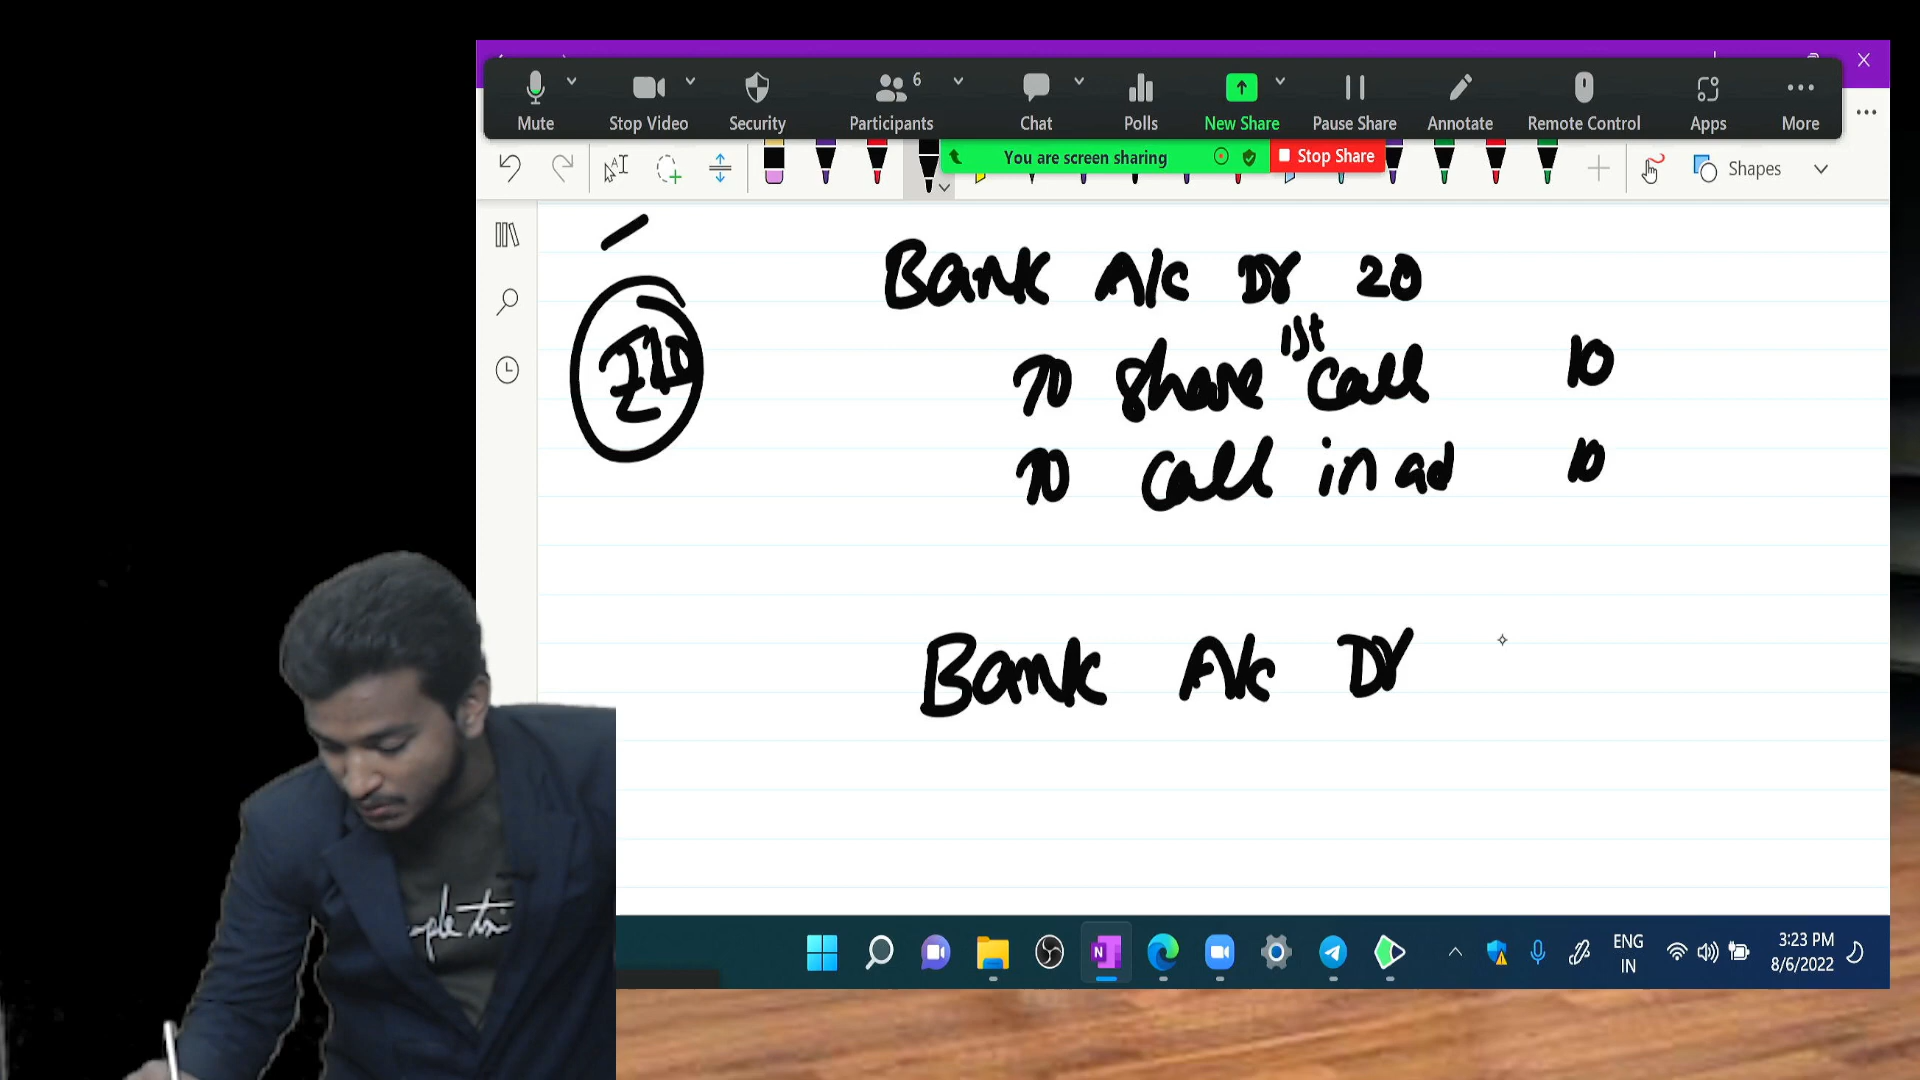 Mute
Stop Video
Security
Participants
6
Chat
Polls
New Share
Pause Share
Annotate
Remote Control
Apps
More
You are screen sharing
Stop Share
Shapes
Bank A/c Dr 20
To share 1st call 10
To call in ad 10
Bank A/c Dr
ENG
IN
3:23 PM
8/6/2022